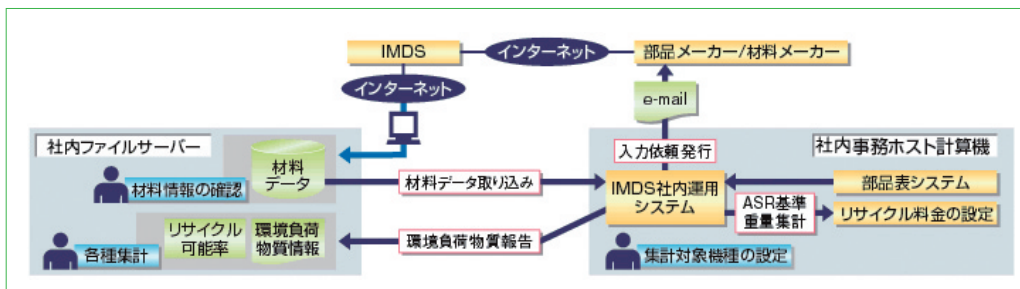 IMDS
インターネット
部品メーカー/材料メーカー
インターネット
e-mail
社内ファイルサーバー
社内事務ホスト計算機
入力依頼発行
材料
データ
材料情報の確認
材料データ取り込み
IMDS社内運用
システム
部品表システム
ASR基準
重量集計
リサイクル料金の設定
リサイクル
可能率
環境負荷
物質情報
環境負荷物質報告
各種集計
集計対象機種の設定